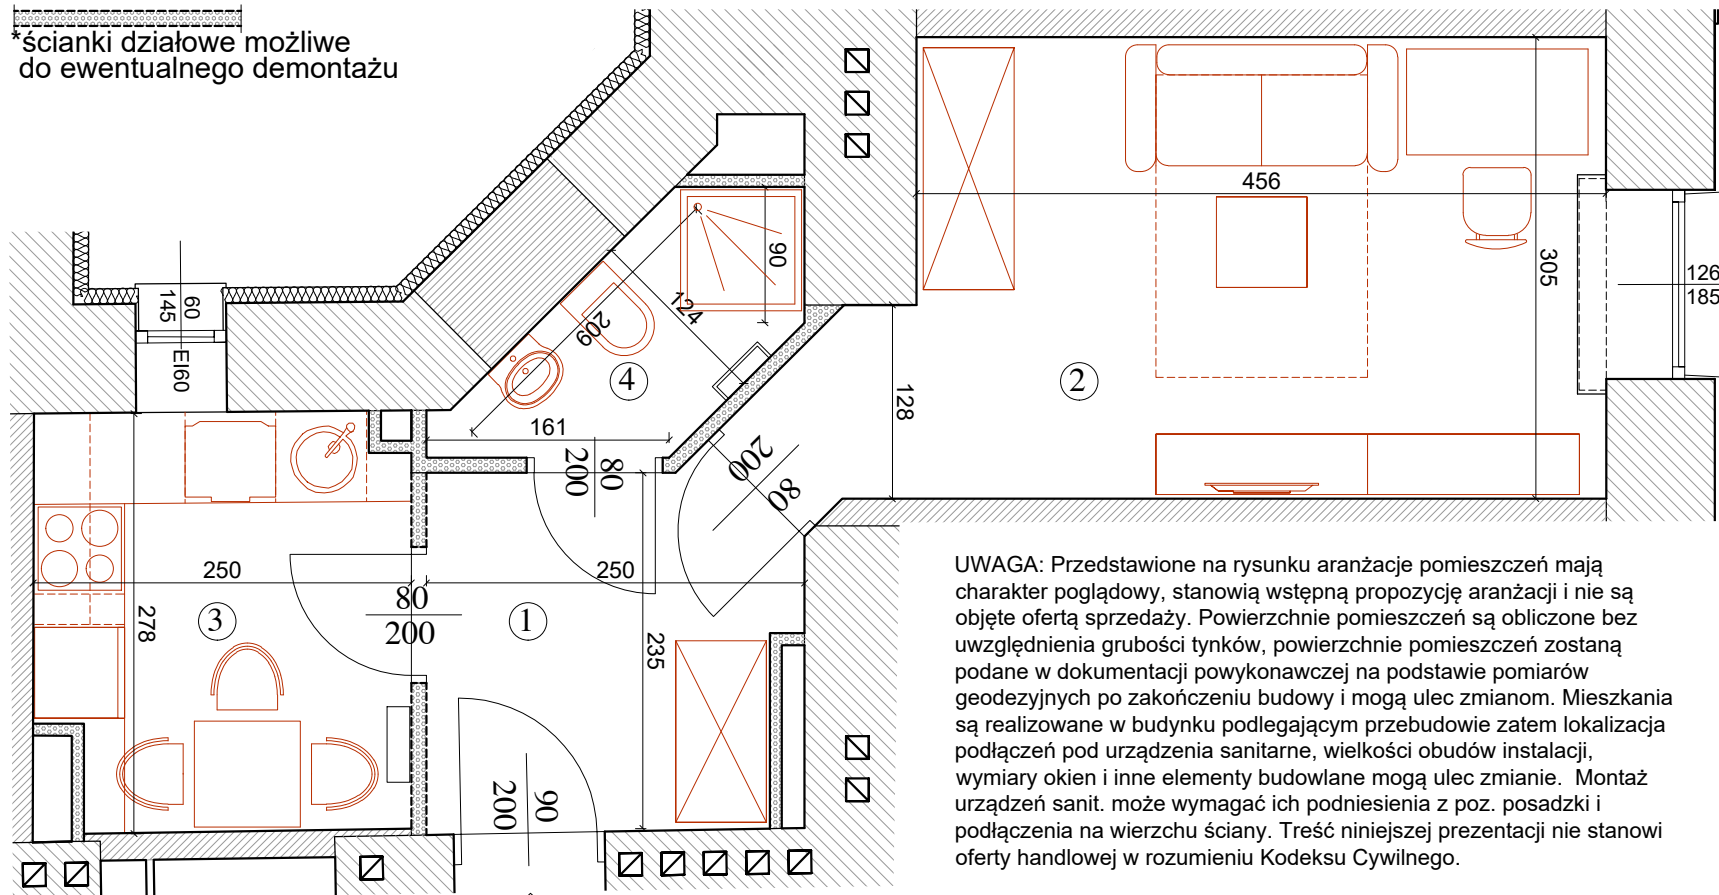 *ścianki działowe możliwe
do ewentualnego demontażu
456
90
305
126
185
60
145
EI60
124
209
4
2
128
161
80
200
80
200
250
250
80
200
278
3
1
235
90
200
UWAGA: Przedstawione na rysunku aranżacje pomieszczeń mają
charakter poglądowy, stanowią wstępną propozycję aranżacji i nie są
objęte ofertą sprzedaży. Powierzchnie pomieszczeń są obliczone bez
uwzględnienia grubości tynków, powierzchnie pomieszczeń zostaną
podane w dokumentacji powykonawczej na podstawie pomiarów
geodezyjnych po zakończeniu budowy i mogą ulec zmianom. Mieszkania
są realizowane w budynku podlegającym przebudowie zatem lokalizacja
podłączeń pod urządzenia sanitarne, wielkości obudów instalacji,
wymiary okien i inne elementy budowlane mogą ulec zmianie. Montaż
urządzeń sanit. może wymagać ich podniesienia z poz. posadzki i
podłączenia na wierzchu ściany. Treść niniejszej prezentacji nie stanowi
oferty handlowej w rozumieniu Kodeksu Cywilnego.